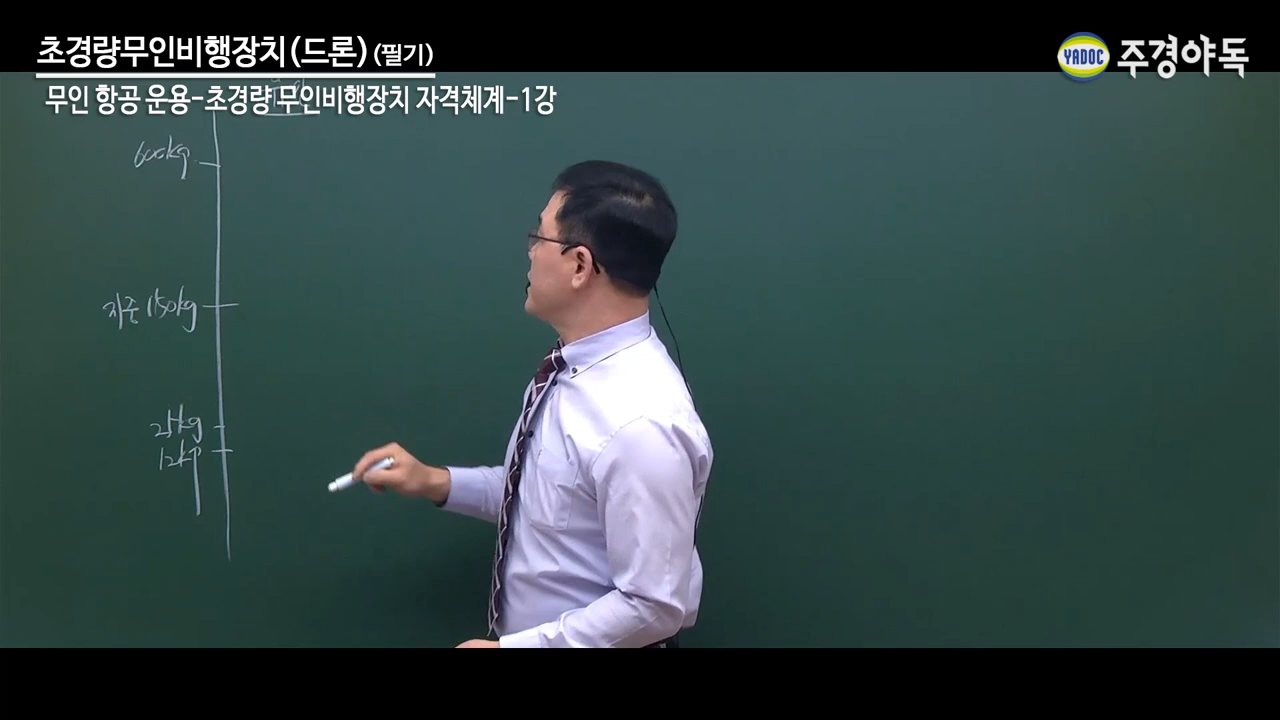 초경량무인비행장치(드론)(필기)
YADOC 주경야독
무인 항공 운용-초경량 무인비행장치 자격체계-1강
600kg
자중 150kg
25kg
12kg